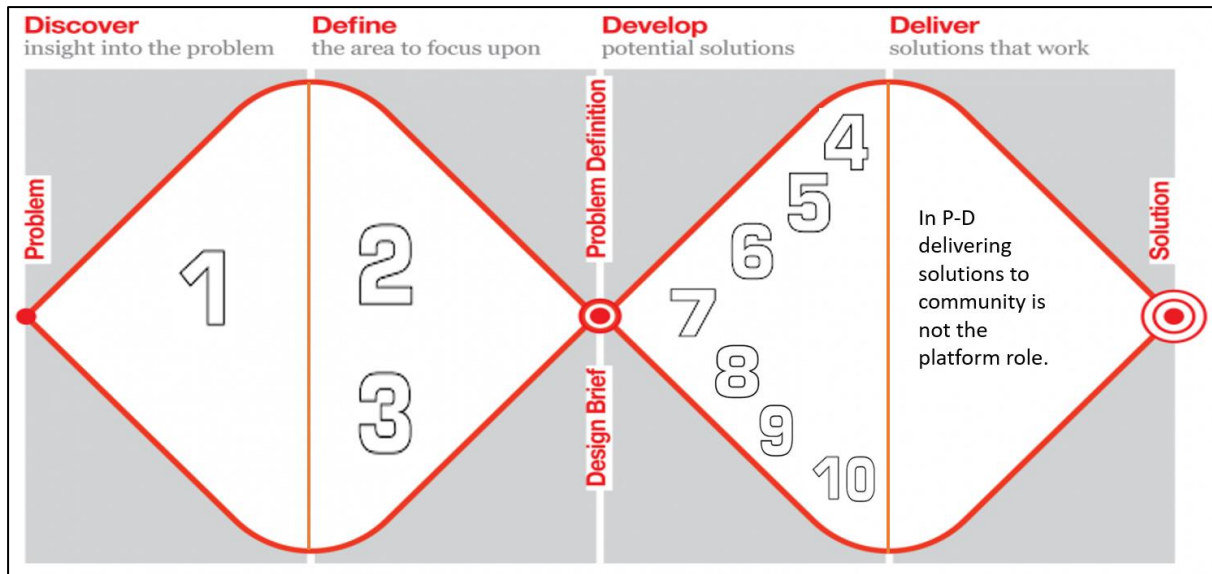 Discover
insight into the problem
Define
the area to focus upon
Develop
potential solutions
Deliver
solutions that work
Problem
1
2
3
Problem Definition
Design Brief
4
5
6
7
8
9
10
In P-D
delivering
solutions to
community is
not the
platform role.
Solution